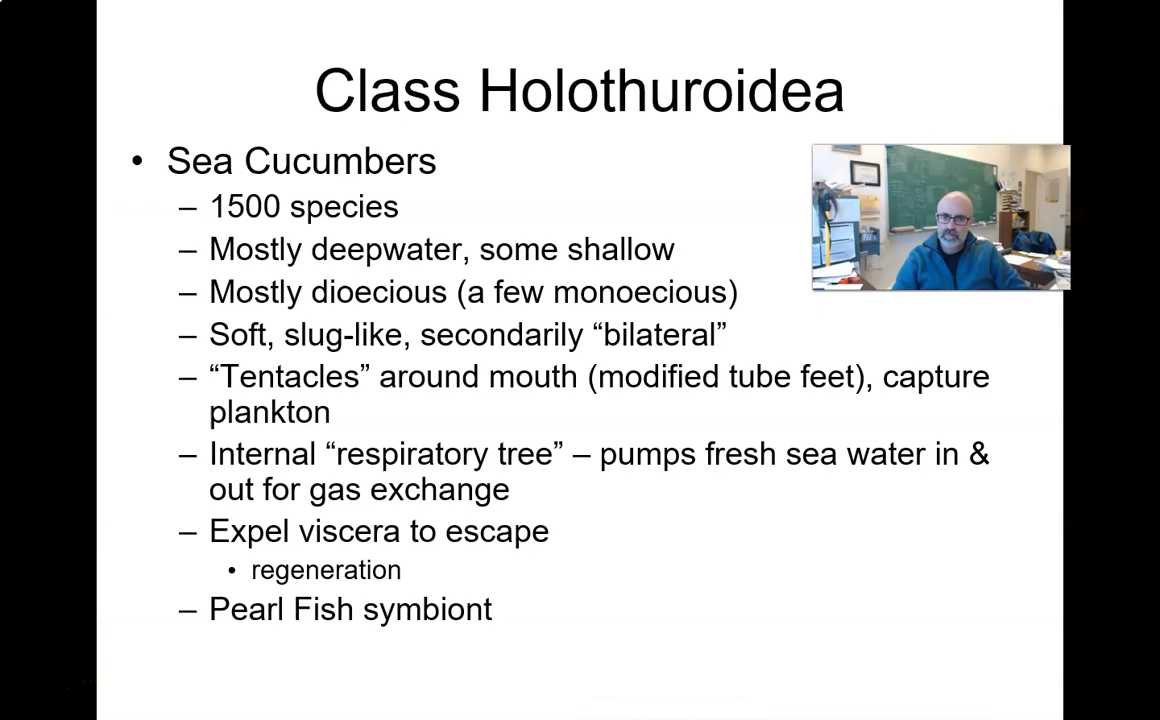 Class Holothuroidea
• Sea Cucumbers
– 1500 species
– Mostly deepwater, some shallow
– Mostly dioecious (a few monoecious)
– Soft, slug-like, secondarily “bilateral”
– “Tentacles” around mouth (modified tube feet), capture
plankton
– Internal “respiratory tree” – pumps fresh sea water in &
out for gas exchange
– Expel viscera to escape
• regeneration
– Pearl Fish symbiont